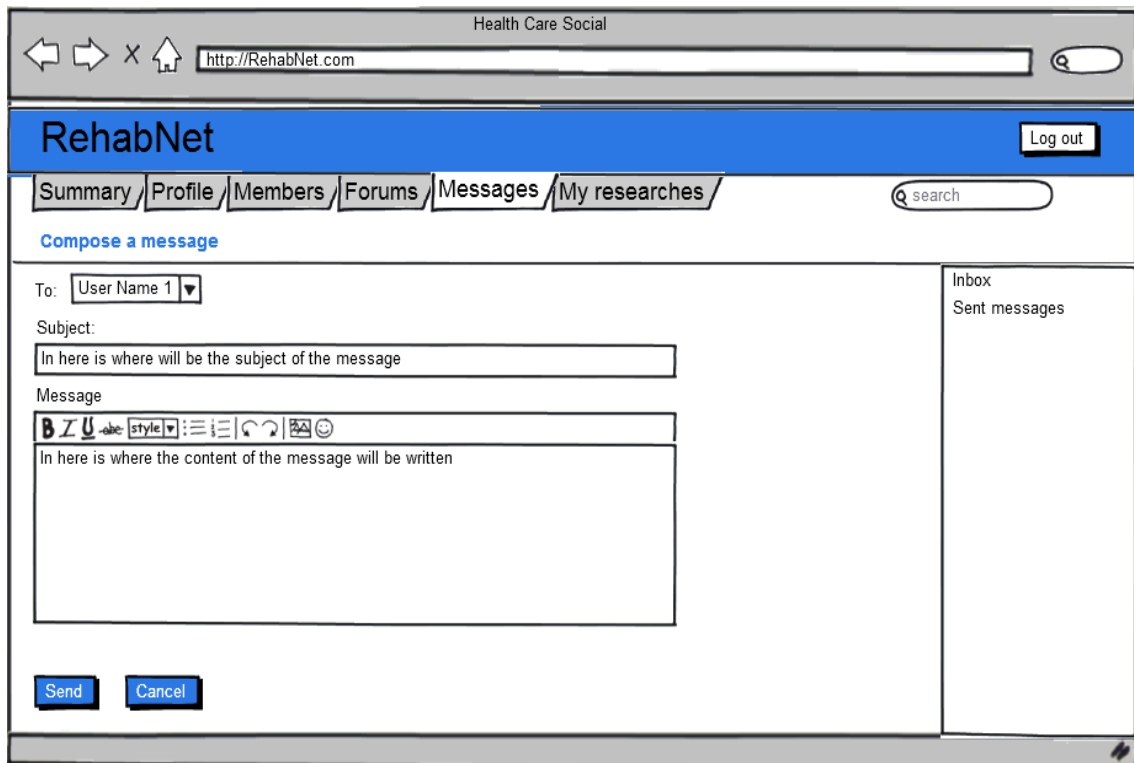 Health Care Social
http://RehabNet.com
RehabNet
Log out
Summary Profile Members Forums Messages My researches
search
Compose a message
To: User Name 1
Subject:
In here is where will be the subject of the message
Message
B I U abc style
In here is where the content of the message will be written
Send Cancel
Inbox
Sent messages